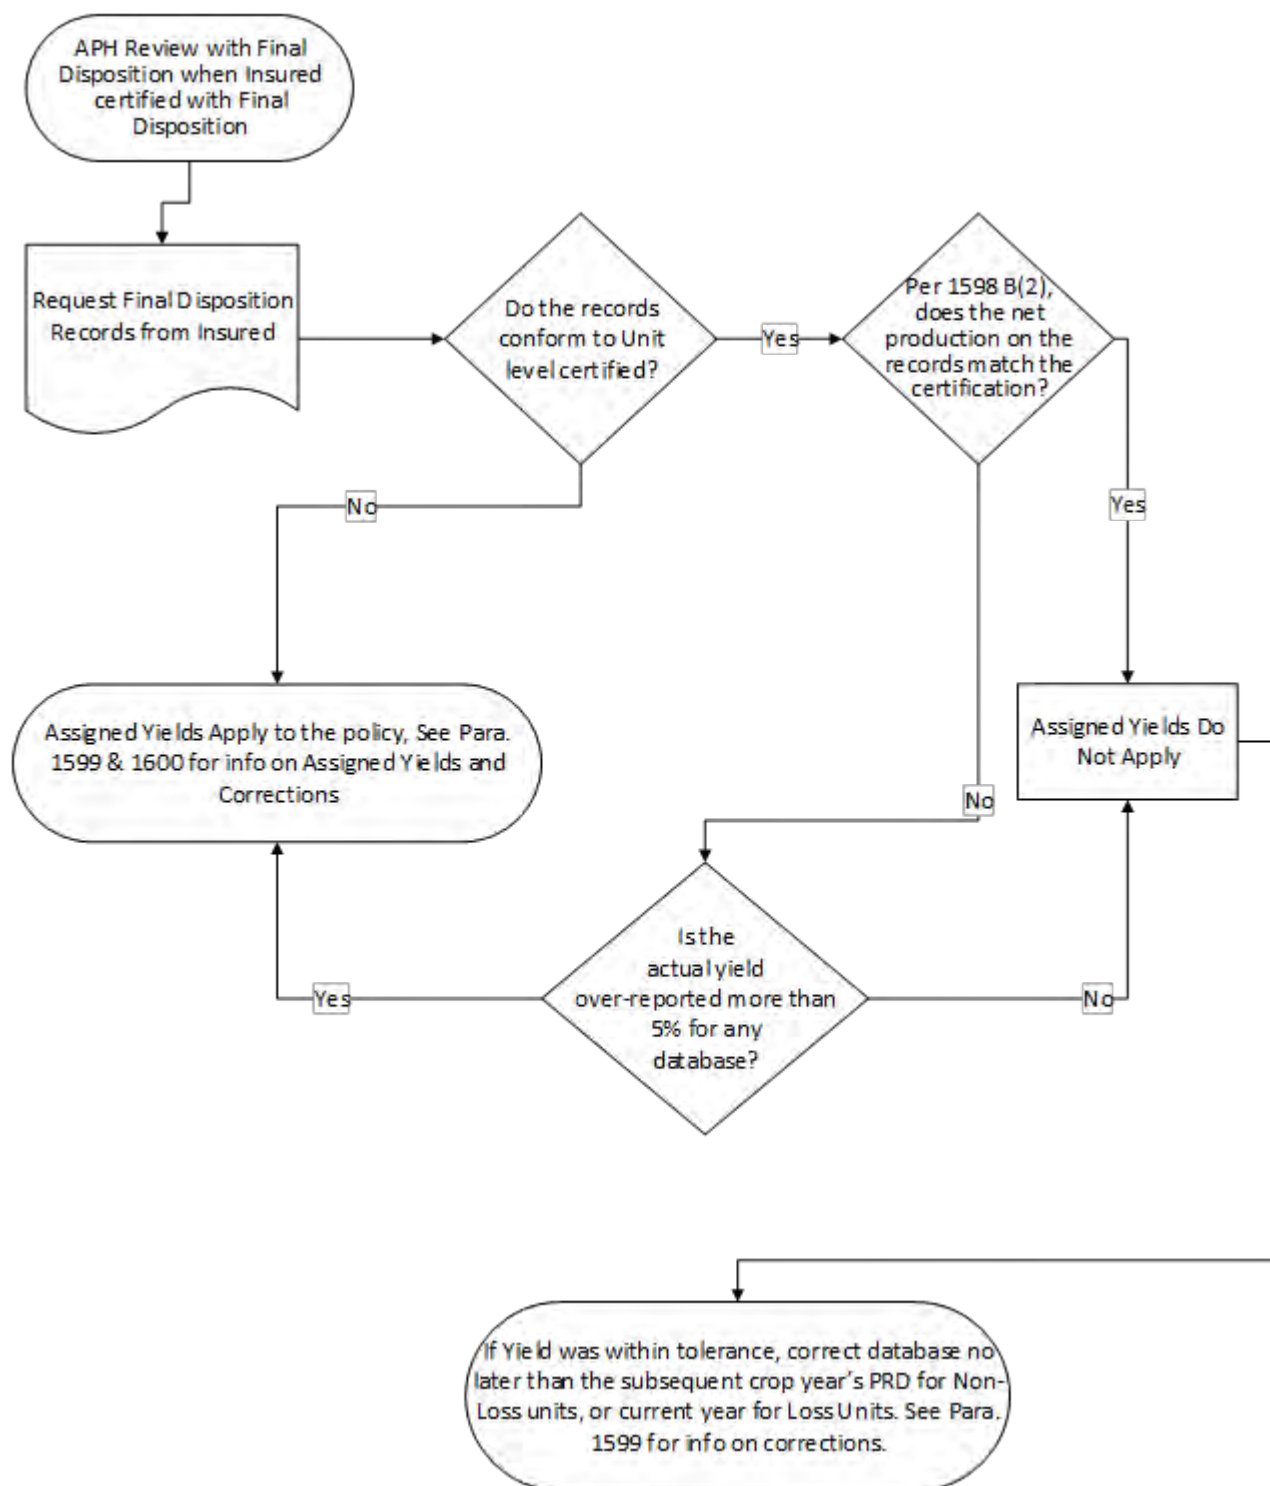 APH Review with Final
Disposition when Insured
certified with Final
Disposition
Request Final Disposition
Records from Insured
Do the records
conform to Unit
level certified?
Yes
Per 1598 B(2),
does the net
production on the
records match the
certification?
No
Yes
Assigned Yields Apply to the policy, See Para.
1599 & 1600 for info on Assigned Yields and
Corrections
Assigned Yields Do
Not Apply
No
Is the
actual yield
over-reported more than
5% for any
database?
Yes
No
If Yield was within tolerance, correct database no
later than the subsequent crop year's PRD for Non-
Loss units, or current year for Loss Units. See Para.
1599 for info on corrections.